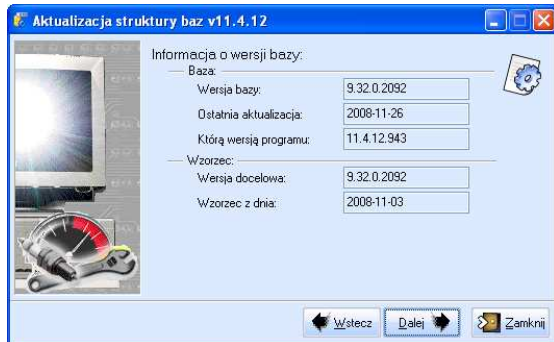 Aktualizacja struktury baz v11.4.12
Informacja o wersji bazy:
Baza:
Wersja bazy: 9.32.0.2092
Ostatnia aktualizacja: 2008-11-26
Którą wersją programu: 11.4.12.943
Wzorzec:
Wersja docelowa: 9.32.0.2092
Wzorzec z dnia: 2008-11-03
Wstecz Dalej Zamknij